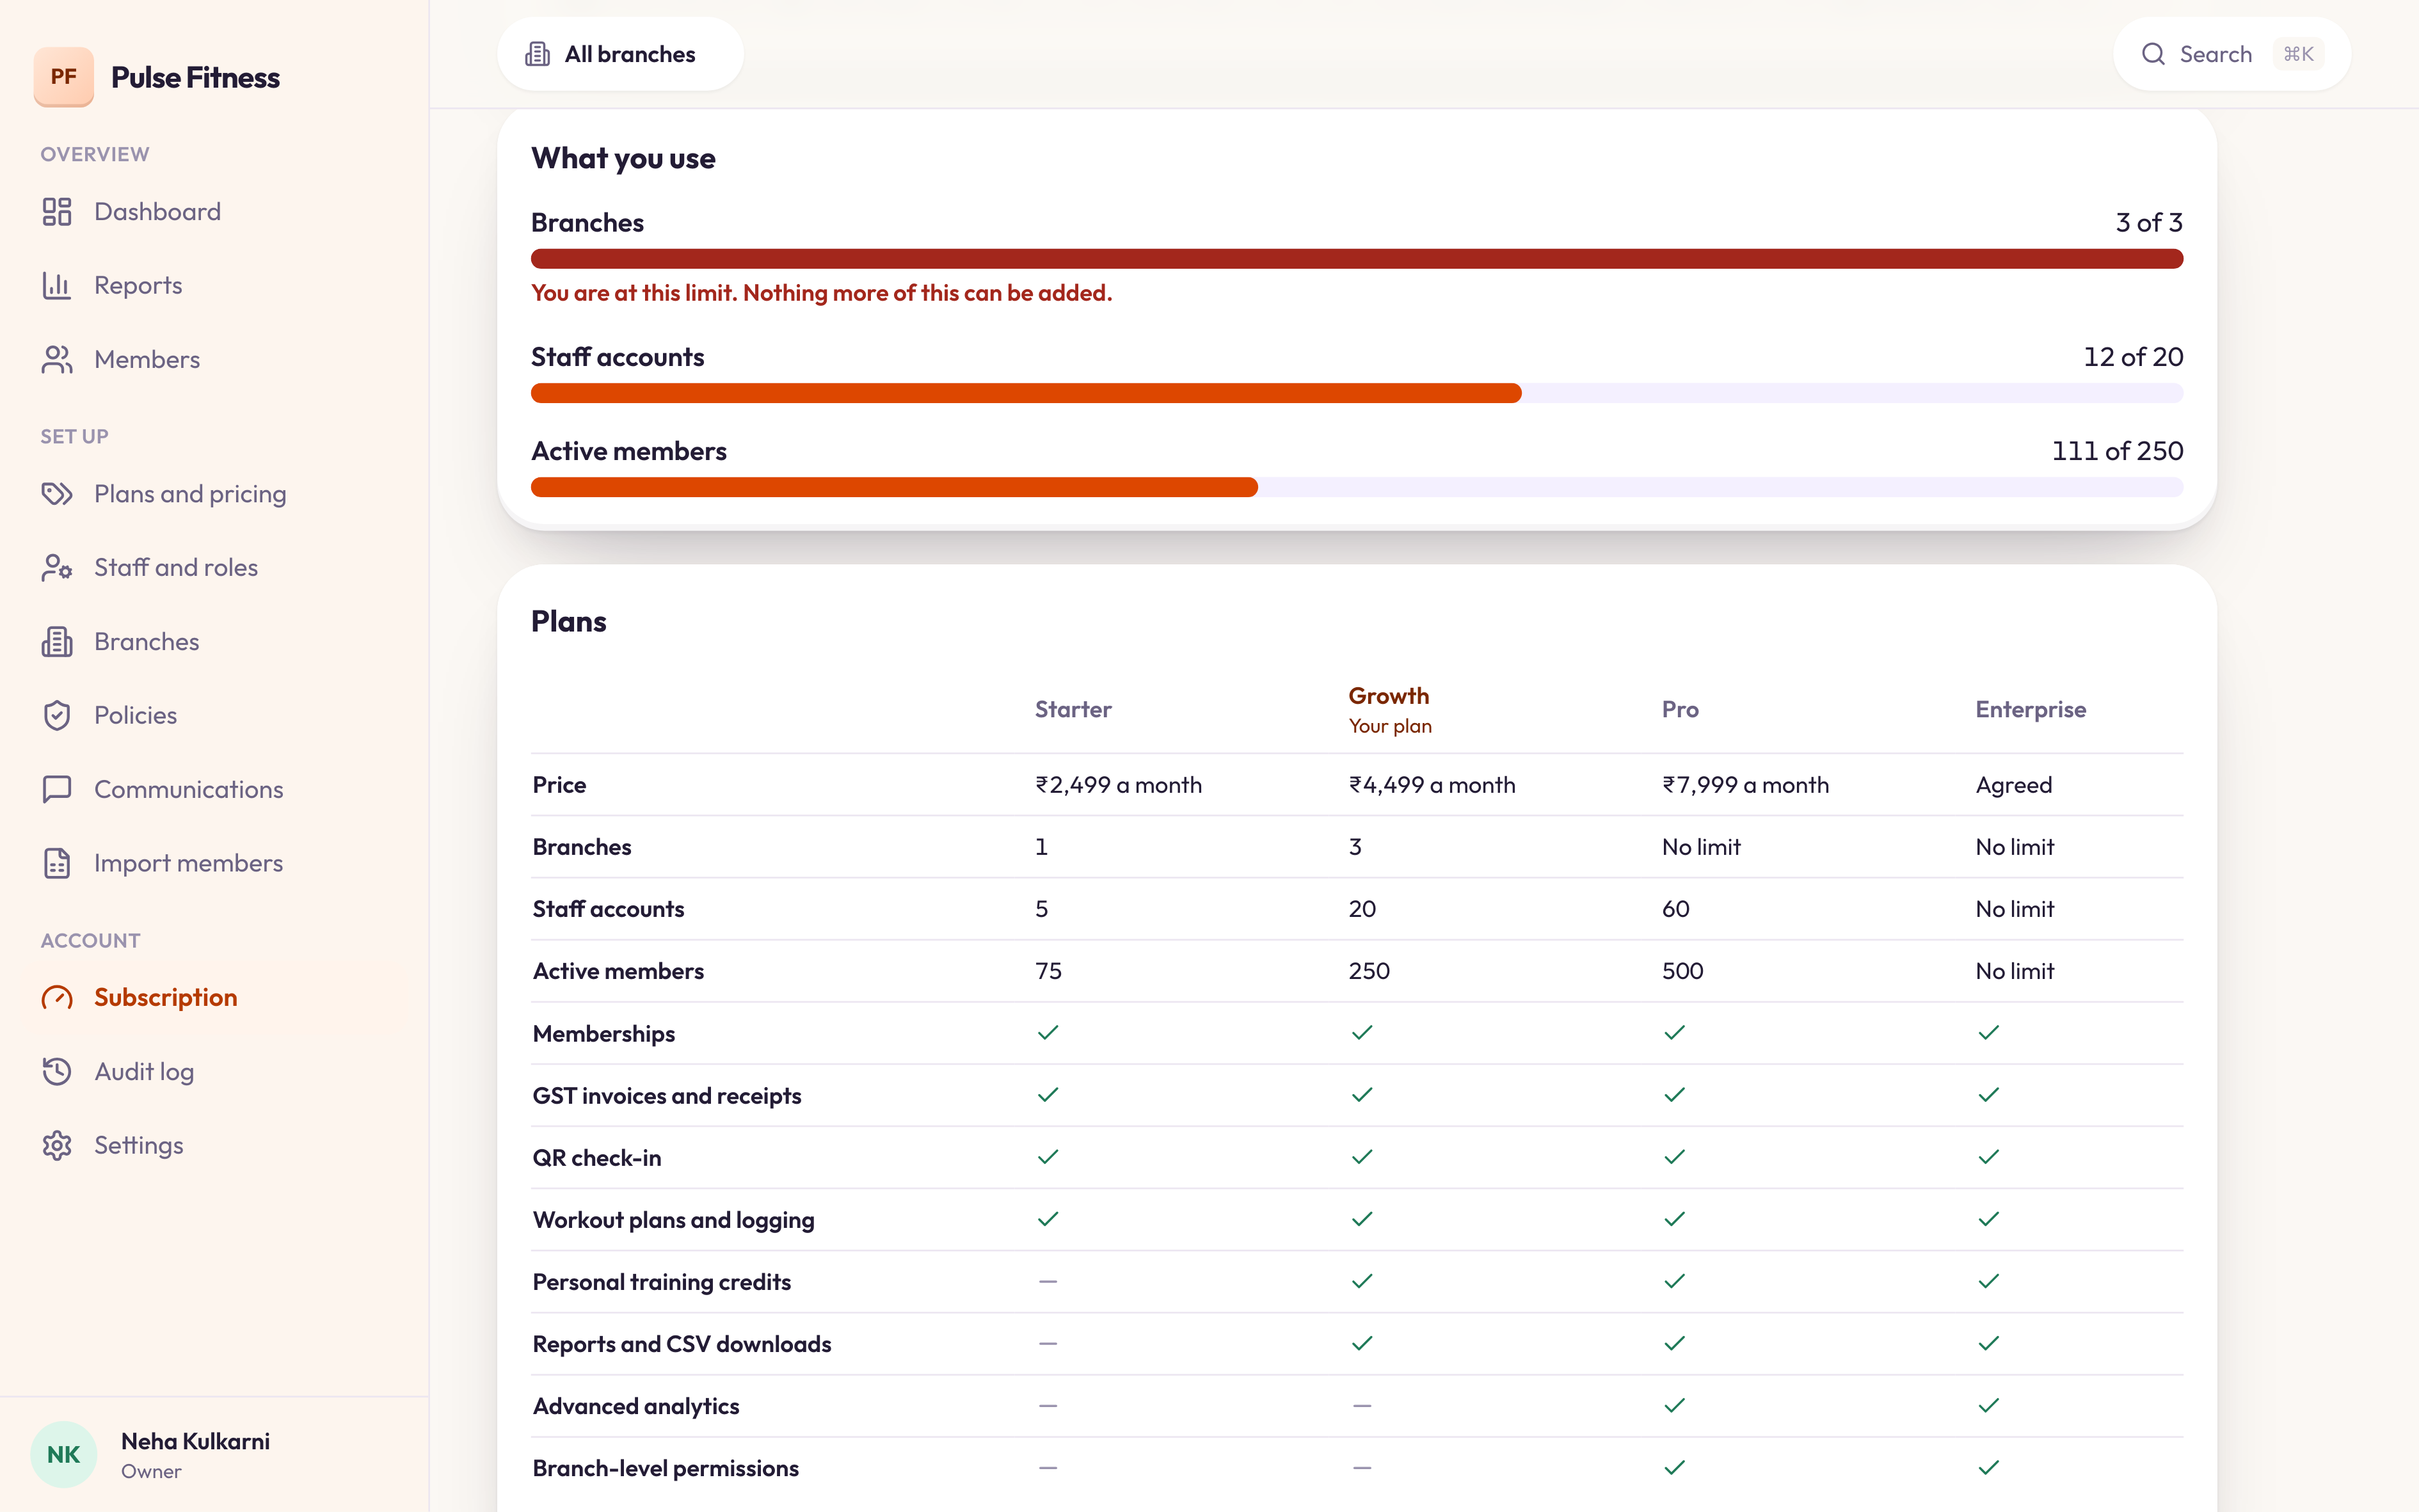 PF
Pulse Fitness
OVERVIEW
Dashboard
Reports
Members
SET UP
Plans and pricing
Staff and roles
Branches
Policies
Communications
Import members
ACCOUNT
Subscription
Audit log
Settings
NK
Neha Kulkarni
Owner
All branches
Search ⌘K
What you use
Branches 3 of 3
You are at this limit. Nothing more of this can be added.
Staff accounts 12 of 20
Active members 111 of 250
Plans
Starter Growth Pro Enterprise
Your plan
Price ₹2,499 a month ₹4,499 a month ₹7,999 a month Agreed
Branches 1 3 No limit No limit
Staff accounts 5 20 60 No limit
Active members 75 250 500 No limit
Memberships ✓ ✓ ✓ ✓
GST invoices and receipts ✓ ✓ ✓ ✓
QR check-in ✓ ✓ ✓ ✓
Workout plans and logging ✓ ✓ ✓ ✓
Personal training credits — ✓ ✓ ✓
Reports and CSV downloads — ✓ ✓ ✓
Advanced analytics — — ✓ ✓
Branch-level permissions — — ✓ ✓